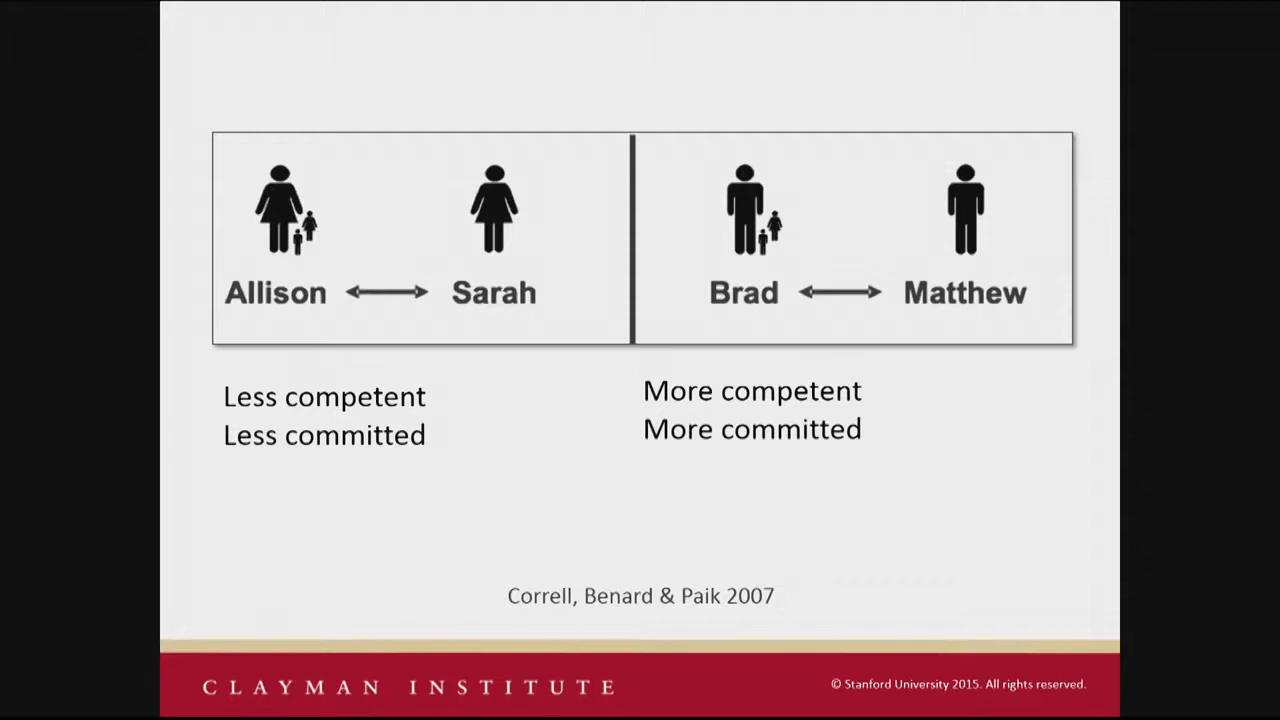 Allison Sarah Brad Matthew
Less competent
Less committed
More competent
More committed
Correll, Benard & Paik 2007
CLAYMAN INSTITUTE
© Stanford University 2015. All rights reserved.